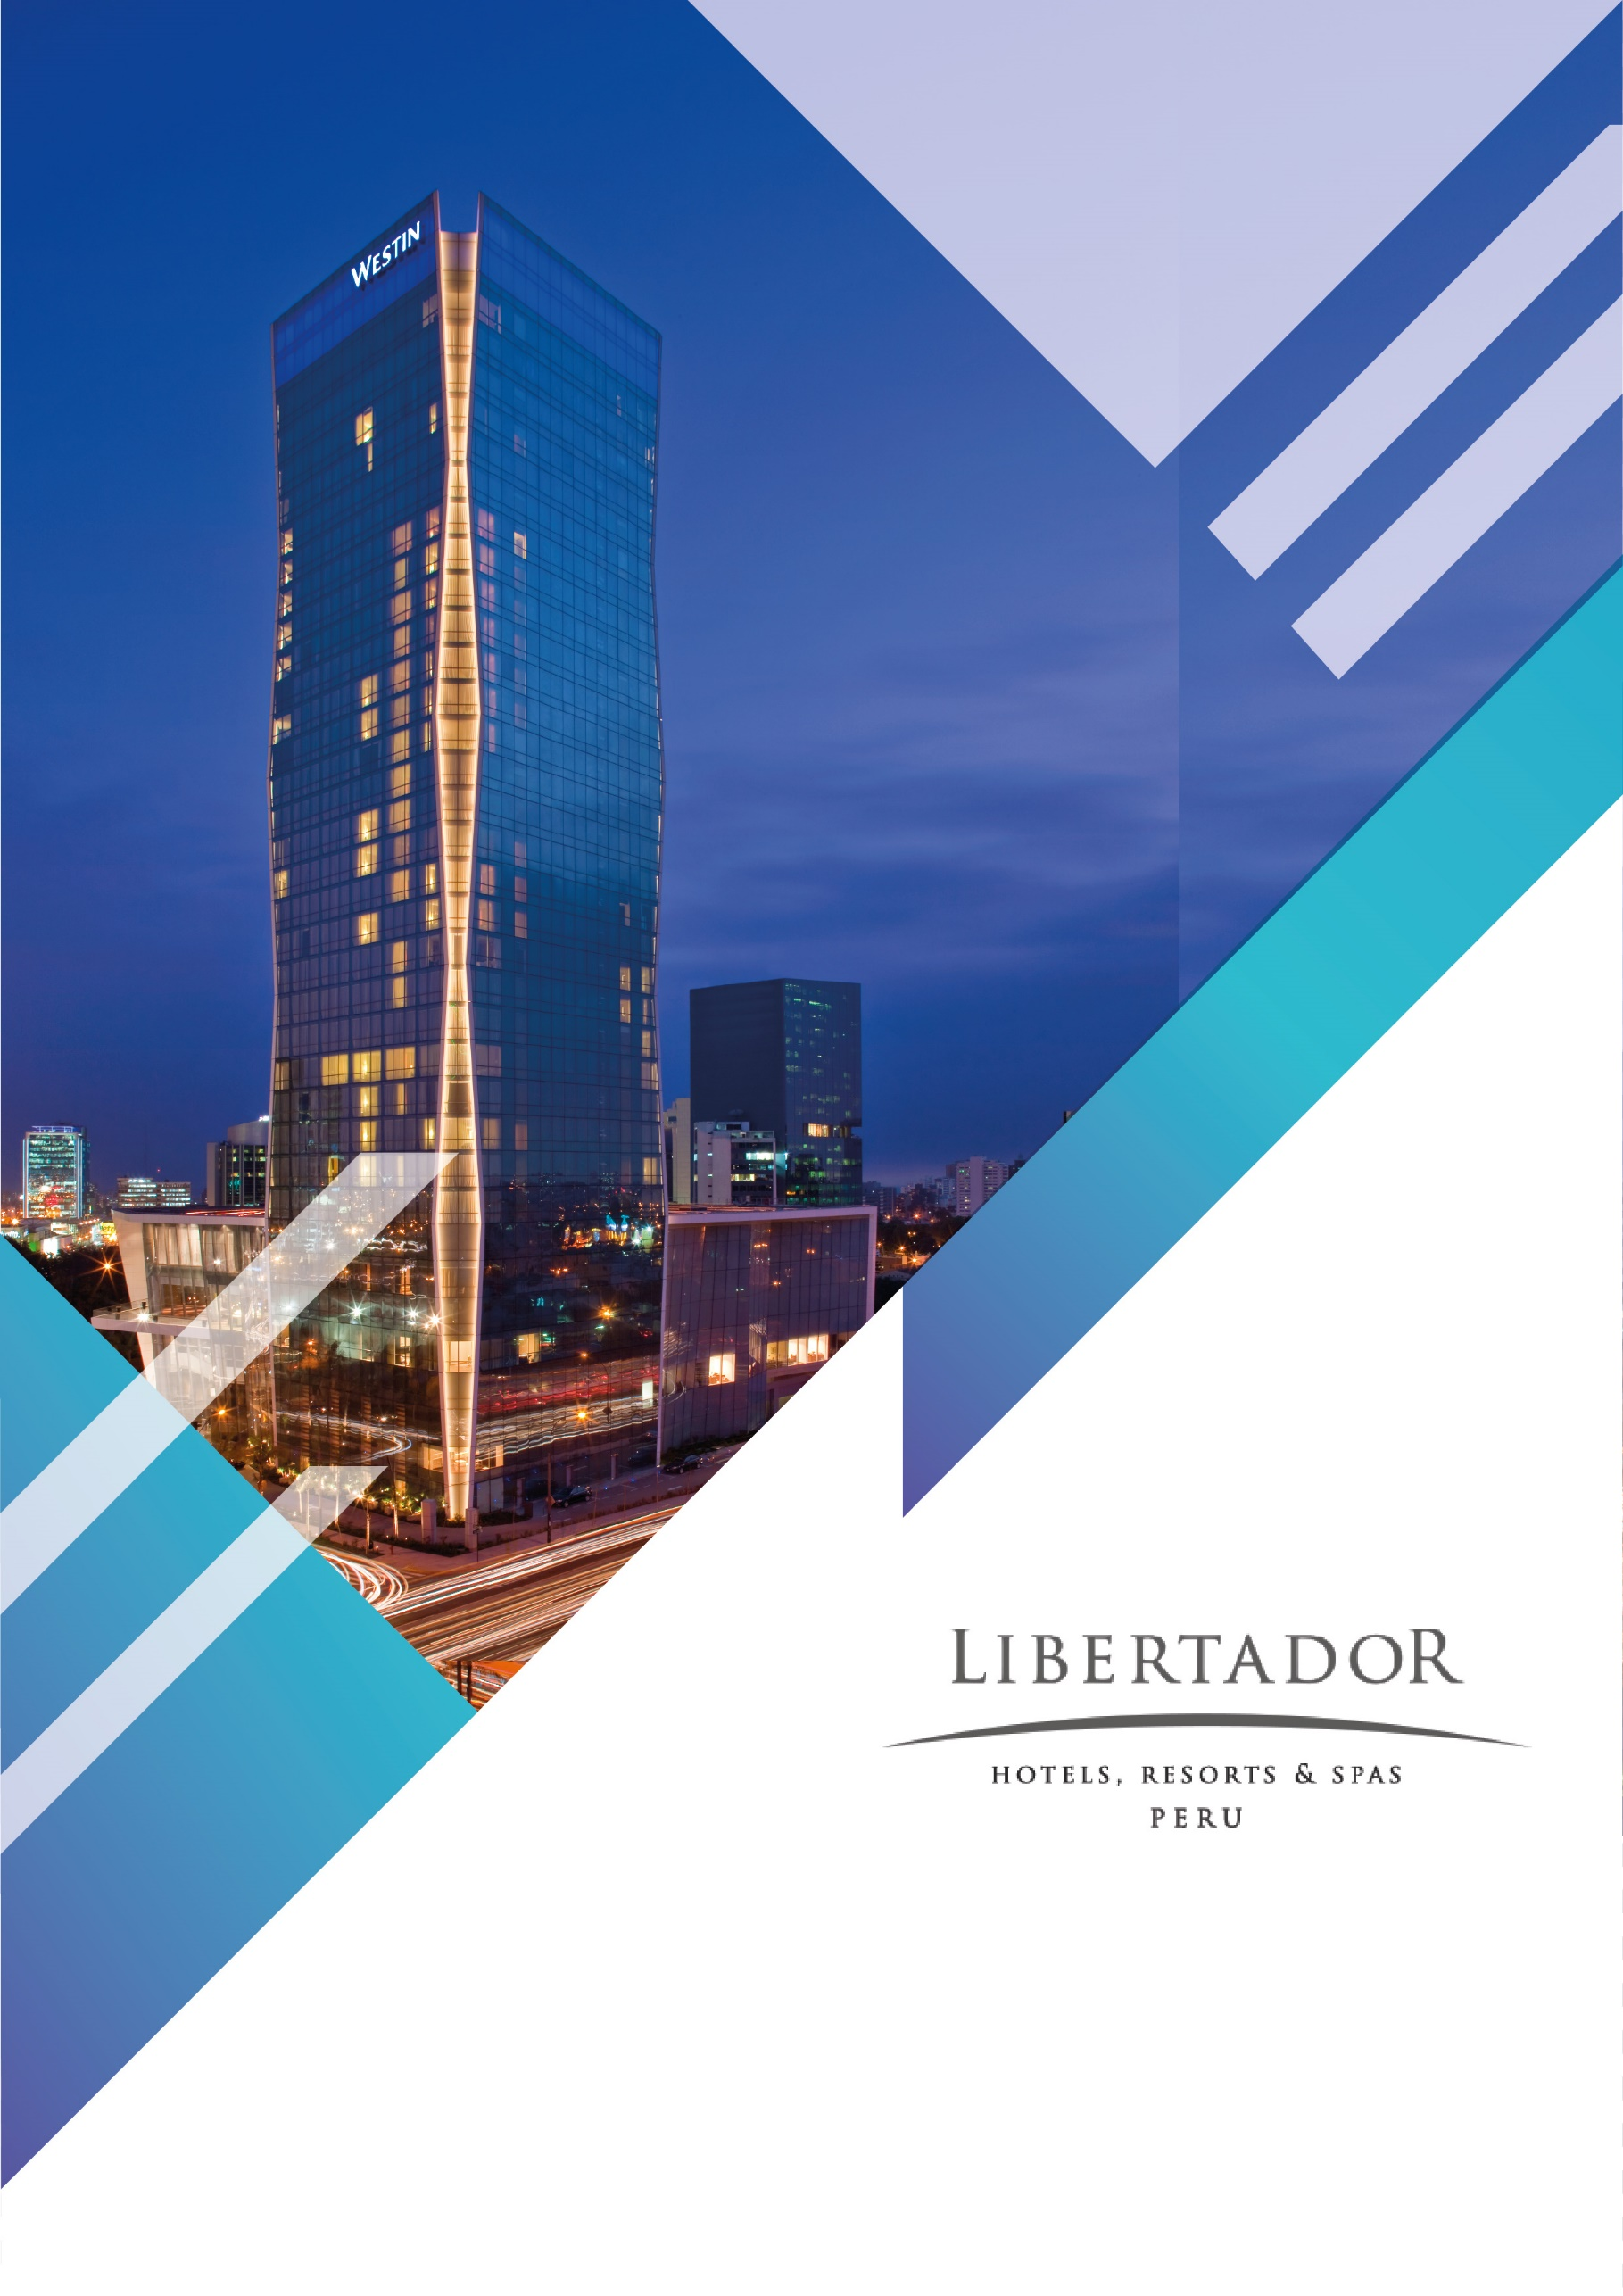 WESTIN
LIBERTADOR
HOTELS, RESORTS & SPAS
PERU